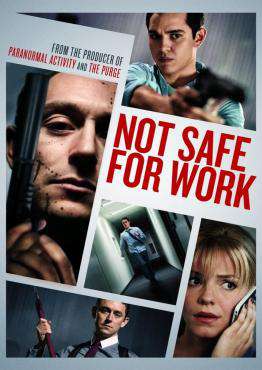 FROM THE PRODUCER OF
PARANORMAL ACTIVITY AND THE PURGE
NOT SAFE
FOR WORK